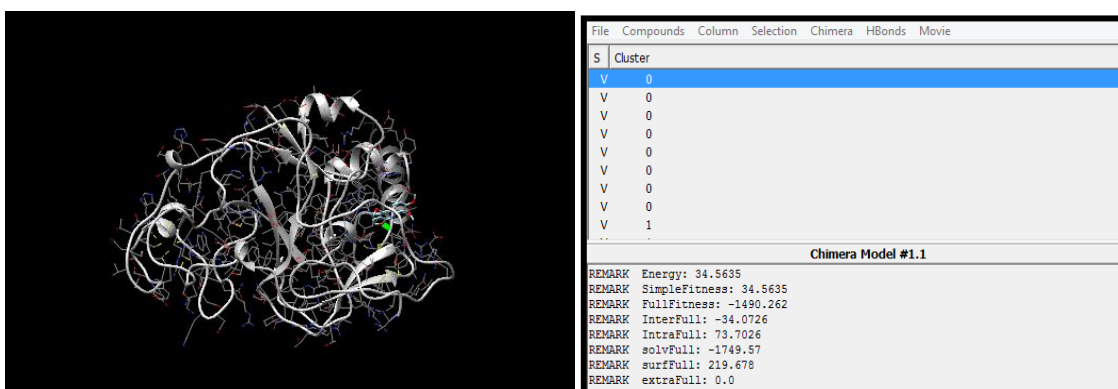 File Compounds Column Selection Chimera HBonds Movie
S Cluster
V 0
V 0
V 0
V 0
V 0
V 0
V 0
V 0
V 1
Chimera Model #1.1
REMARK Energy: 34.5635
REMARK SimpleFitness: 34.5635
REMARK FullFitness: -1490.262
REMARK InterFull: -34.0726
REMARK IntraFull: 73.7026
REMARK solvFull: -1749.57
REMARK surfFull: 219.678
REMARK extraFull: 0.0